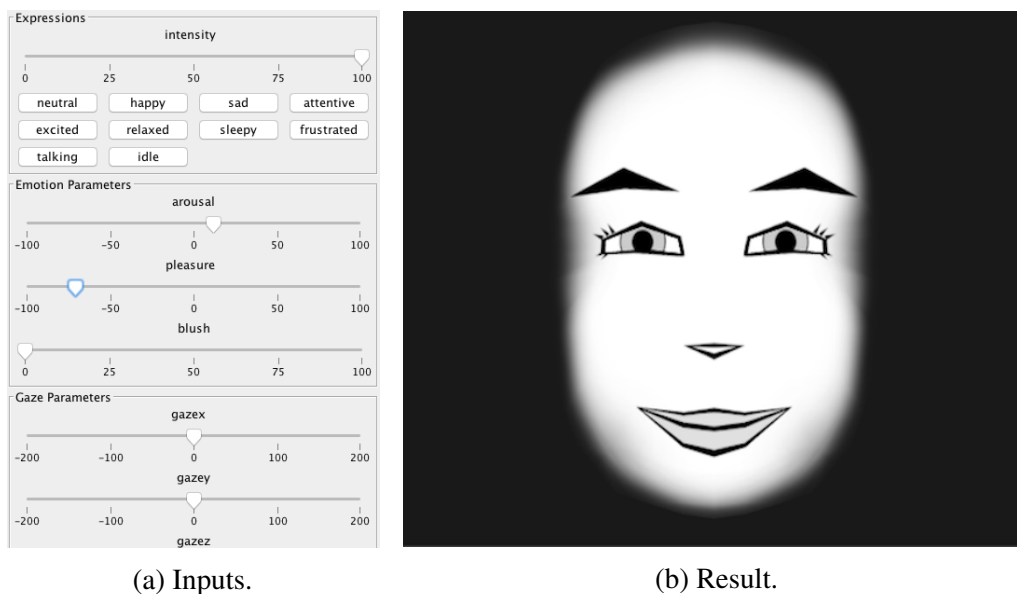 Expressions
intensity
0 25 50 75 100
neutral happy sad attentive
excited relaxed sleepy frustrated
talking idle
Emotion Parameters
arousal
-100 -50 0 50 100
pleasure
-100 -50 0 50 100
blush
0 25 50 75 100
Gaze Parameters
gazex
-200 -100 0 100 200
gazey
-200 -100 0 100 200
gazez
(a) Inputs.
(b) Result.